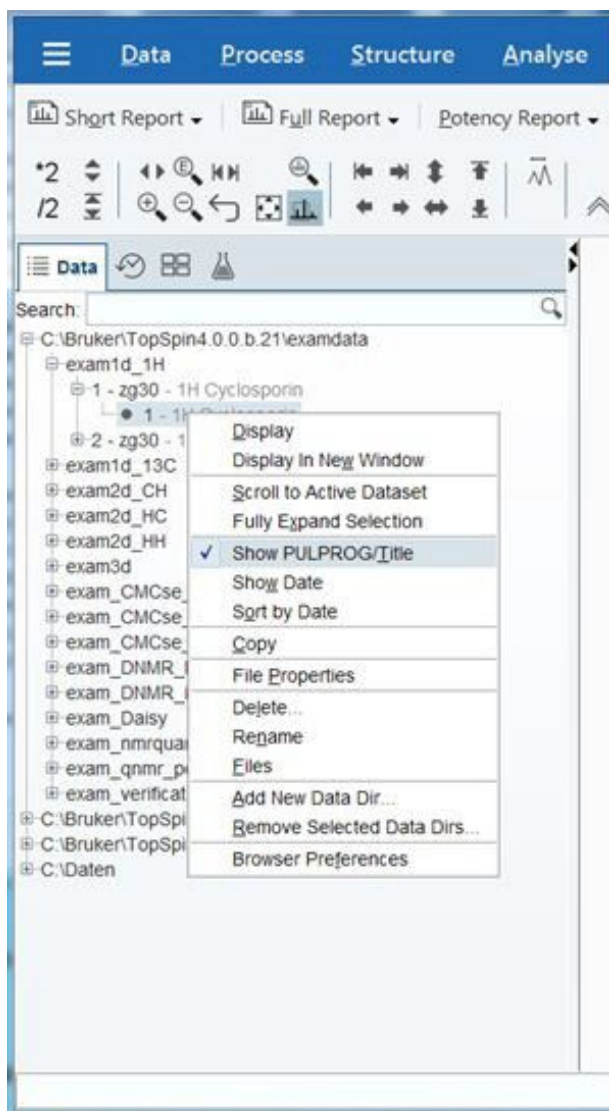 Data Process Structure Analyse
Short Report Full Report Potency Report
*2
/2
Data
Search:
C:\Bruker\TopSpin4.0.0.b.21\examdata
exam1d_1H
1 - zg30 - 1H Cyclosporin
1 - 1H Cyclosporin
2 - zg30 - 1
exam1d_13C
exam2d_CH
exam2d_HC
exam2d_HH
exam3d
exam_CMCse_
exam_CMCse_
exam_CMCse_
exam_DNMR_
exam_DNMR_
exam_Daisy
exam_nmrquan
exam_qnmr_p
exam_verificat
C:\Bruker\TopSpi
C:\Bruker\TopSpi
C:\Daten
Display
Display In New Window
Scroll to Active Dataset
Fully Expand Selection
Show PULPROG/Title
Show Date
Sort by Date
Copy
File Properties
Delete...
Rename
Files
Add New Data Dir...
Remove Selected Data Dirs...
Browser Preferences